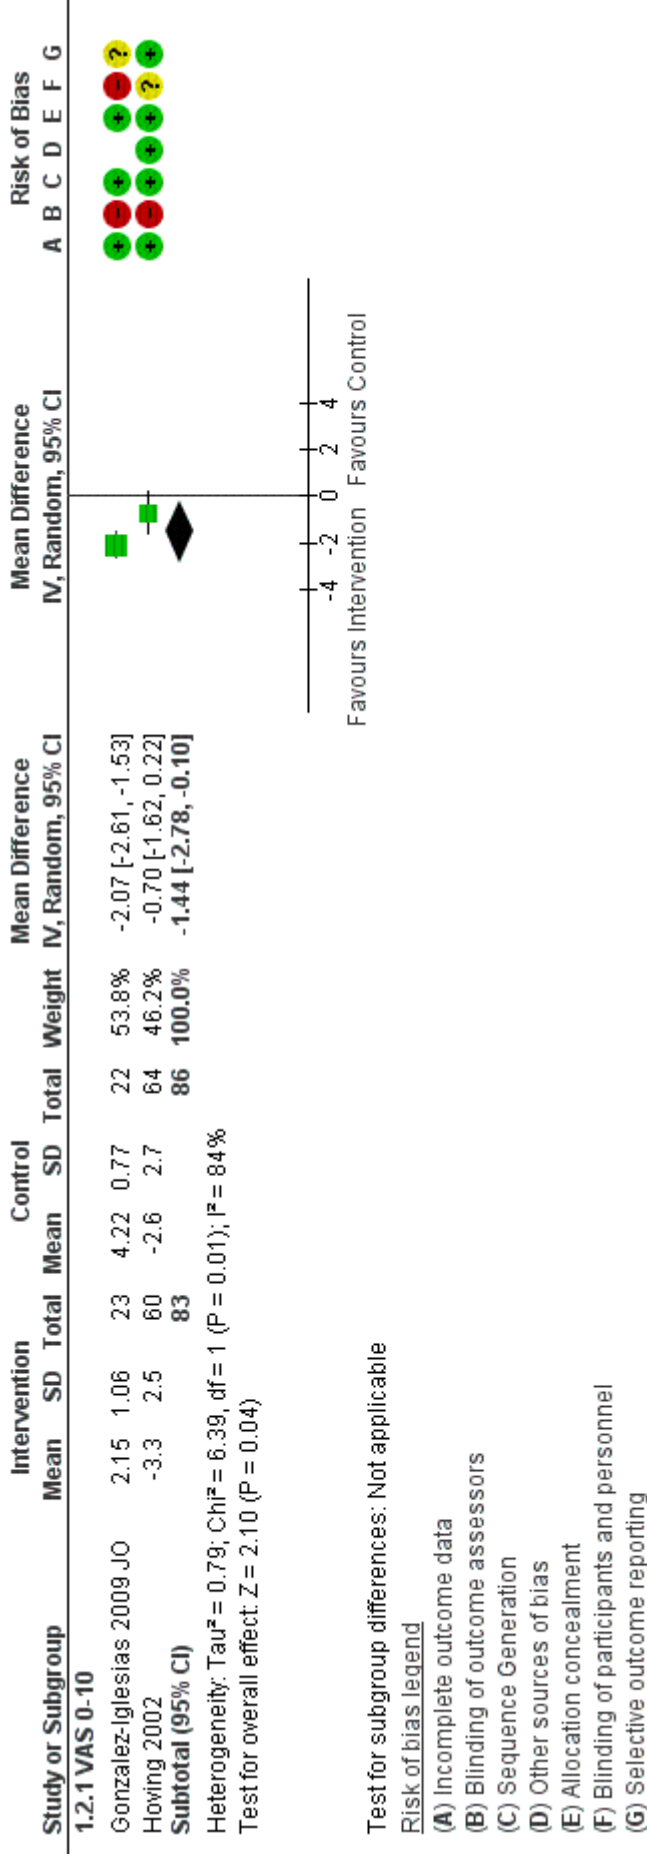 Intervention Control Mean Difference Mean Difference Risk of Bias
Study or Subgroup Mean SD Total Mean SD Total Weight IV, Random, 95% CI IV, Random, 95% CI A B C D E F G
1.2.1 VAS 0-10
Gonzalez-Iglesias 2009 JO 2.15 1.06 23 4.22 0.77 22 53.8% -2.07 [-2.61, -1.53] + - + + - ?
Hoving 2002 -3.3 2.5 60 -2.6 2.7 64 46.2% -0.70 [-1.62, 0.22] + - + + + ? +
Subtotal (95% CI) 83 86 100.0% -1.44 [-2.78, -0.10]
Heterogeneity: Tau² = 0.79; Chi² = 6.39, df = 1 (P = 0.01); I² = 84%
Test for overall effect: Z = 2.10 (P = 0.04)
-4 -2 0 2 4
Favours Intervention Favours Control
Test for subgroup differences: Not applicable
Risk of bias legend
(A) Incomplete outcome data
(B) Blinding of outcome assessors
(C) Sequence Generation
(D) Other sources of bias
(E) Allocation concealment
(F) Blinding of participants and personnel
(G) Selective outcome reporting